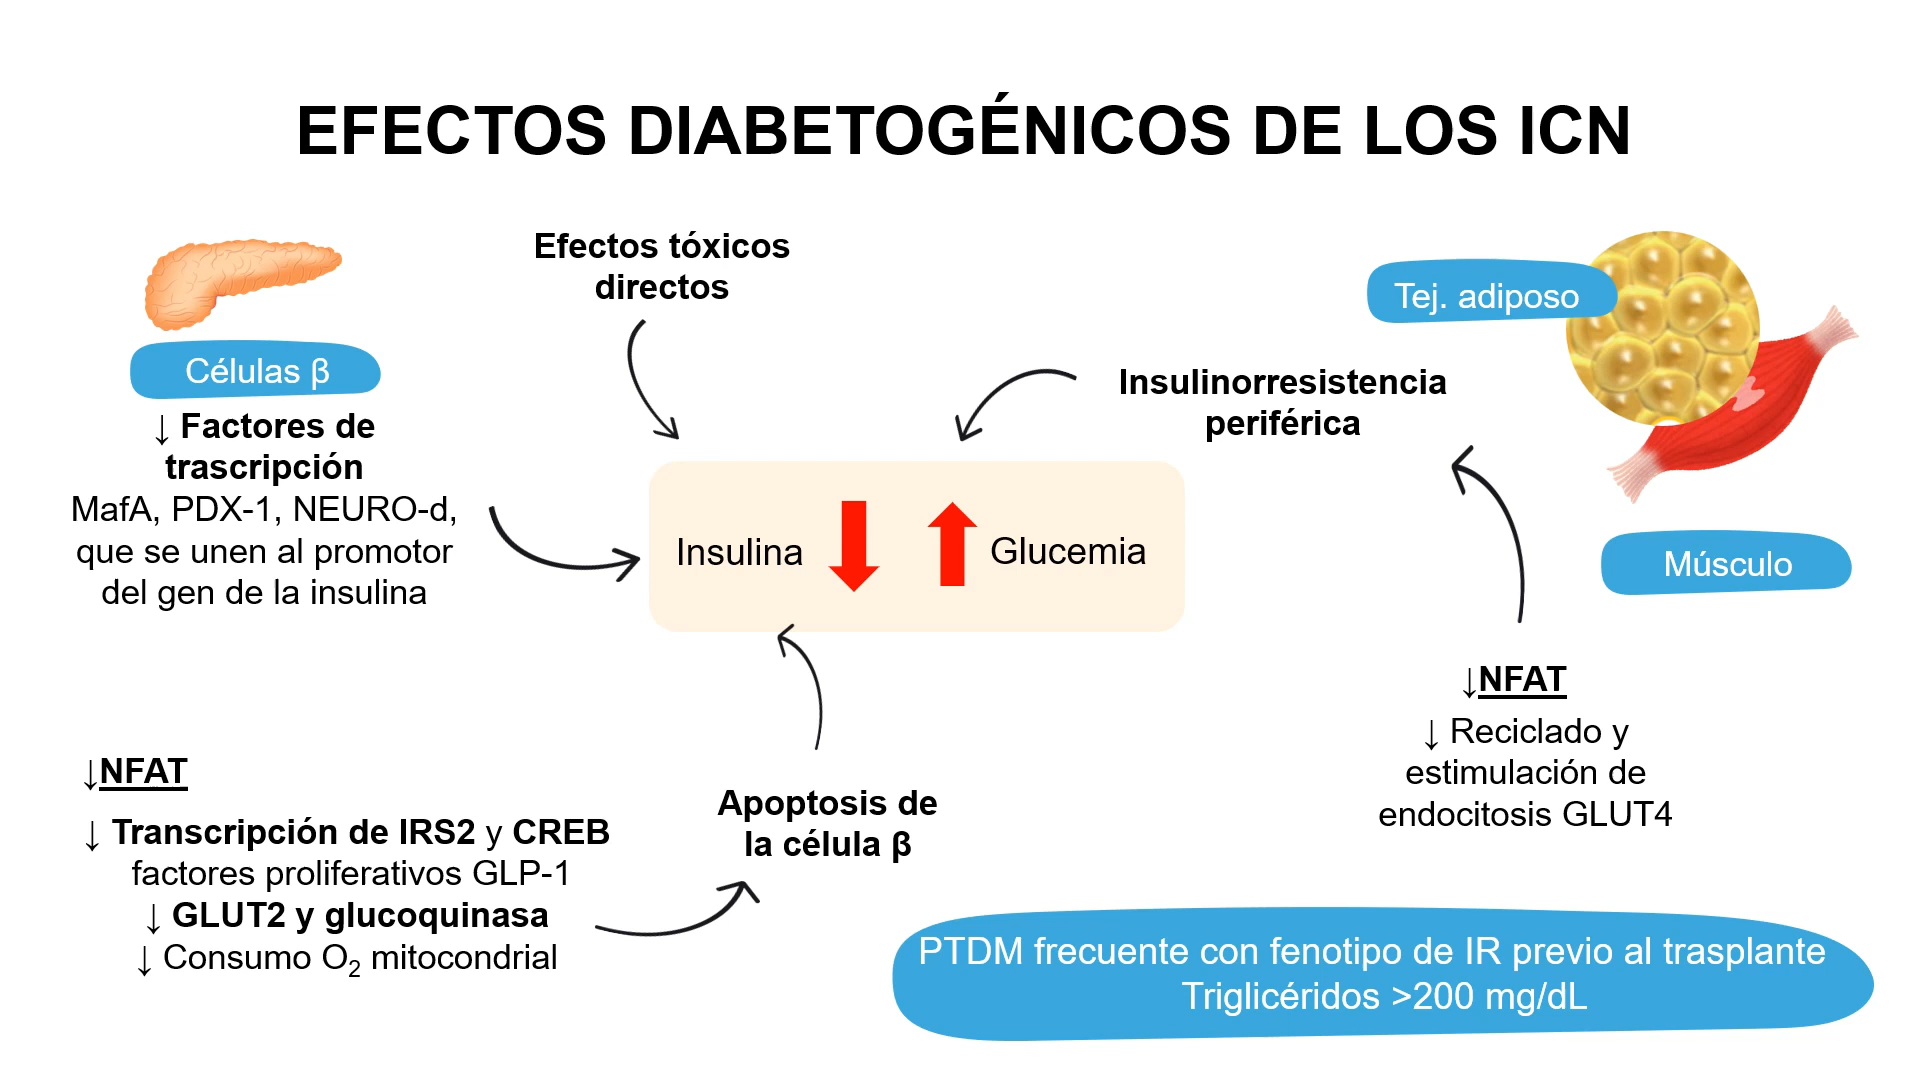 EFECTOS DIABETOGÉNICOS DE LOS ICN
Células β
↓ Factores de
trascripción
MafA, PDX-1, NEURO-d,
que se unen al promotor
del gen de la insulina
Efectos tóxicos
directos
Insulina
Glucemia
Insulinorresistencia
periférica
Tej. adiposo
Músculo
↓NFAT
↓ Reciclado y
estimulación de
endocitosis GLUT4
↓NFAT
↓ Transcripción de IRS2 y CREB
factores proliferativos GLP-1
↓ GLUT2 y glucoquinasa
↓ Consumo O₂ mitocondrial
Apoptosis de
la célula β
PTDM frecuente con fenotipo de IR previo al trasplante
Triglicéridos >200 mg/dL